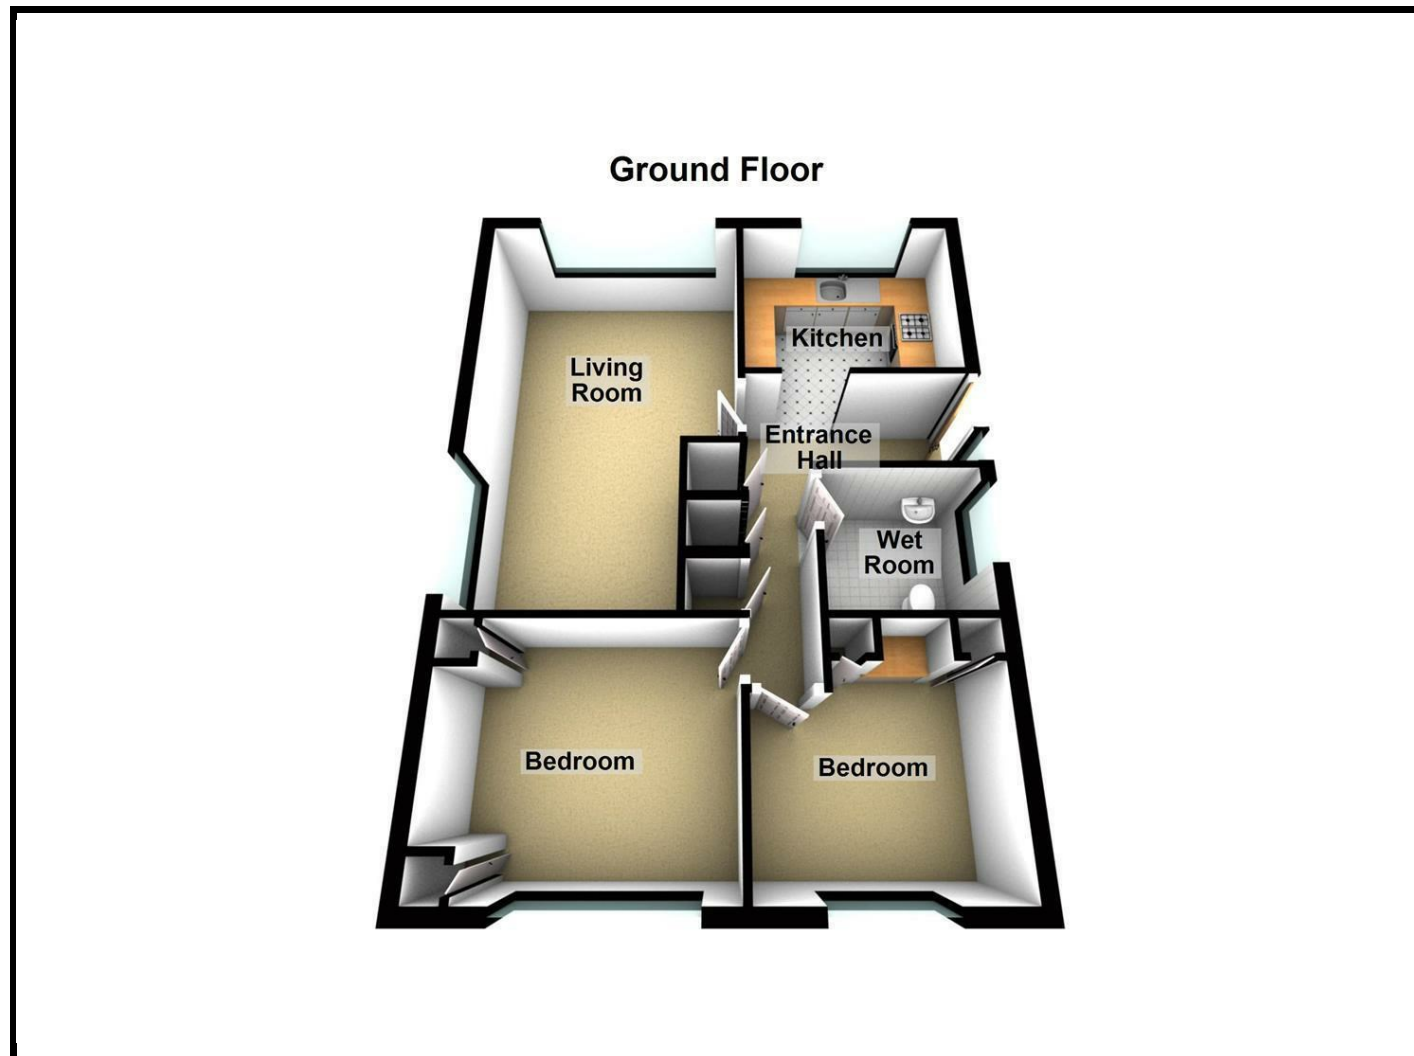 Ground Floor
Kitchen
Living
Room
Entrance
Hall
Wet
Room
Bedroom
Bedroom